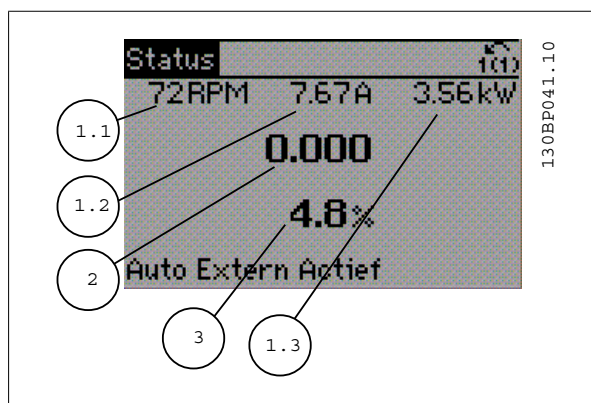 Status
1(1)
72RPM 7.67A 3.56kW
0.000
4.8%
Auto Extern Actief
1.1
1.2
2
3
1.3
130BP041.10